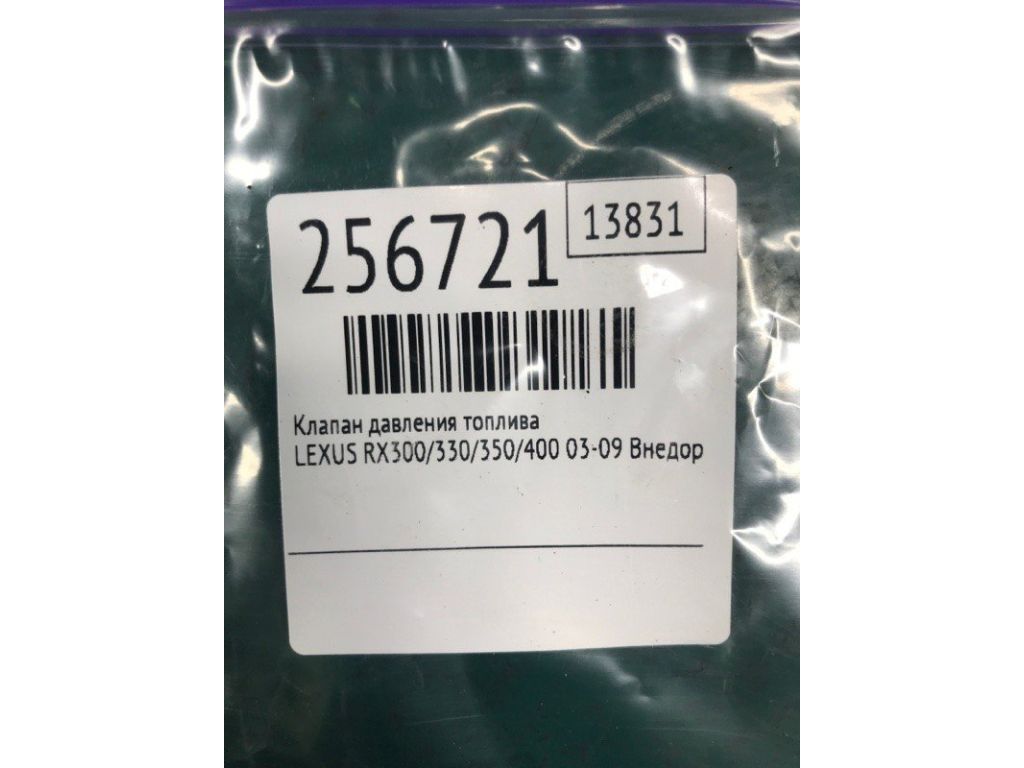 256721
13831
Клапан давления топлива
LEXUS RX300/330/350/400 03-09 Внедор